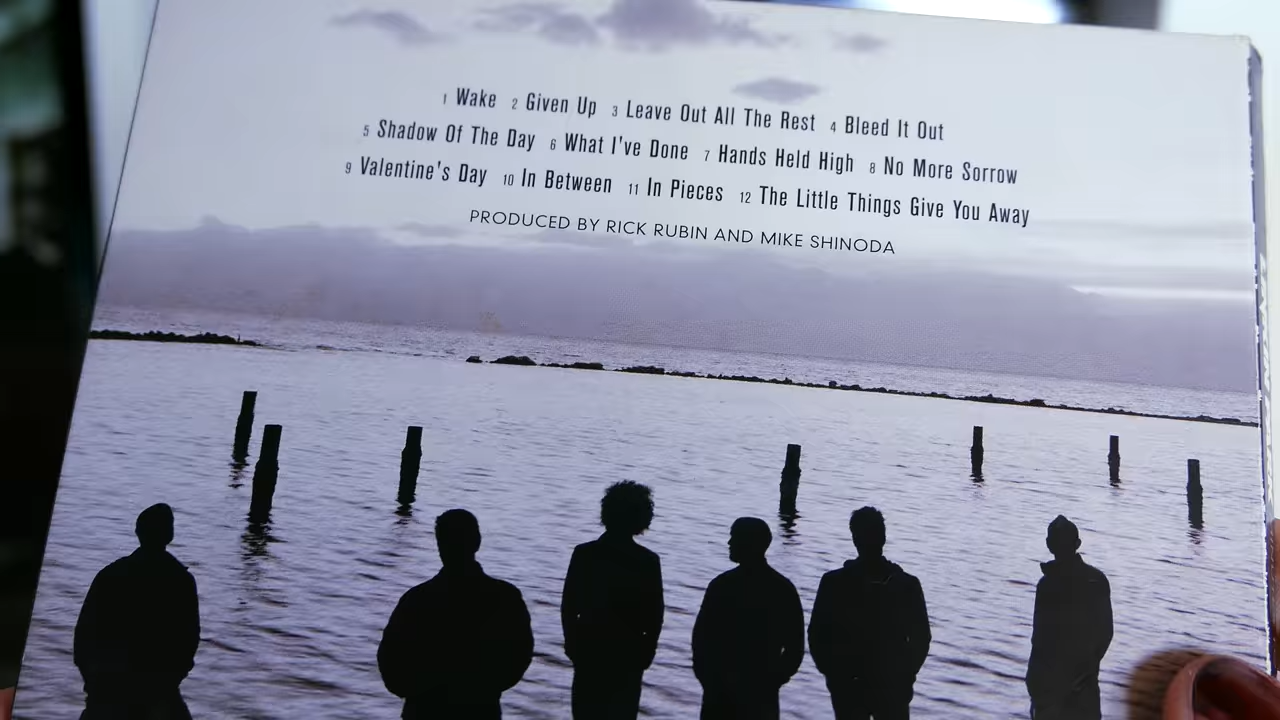 1 Wake 2 Given Up 3 Leave Out All The Rest 4 Bleed It Out
5 Shadow Of The Day 6 What I've Done 7 Hands Held High 8 No More Sorrow
9 Valentine's Day 10 In Between 11 In Pieces 12 The Little Things Give You Away
PRODUCED BY RICK RUBIN AND MIKE SHINODA